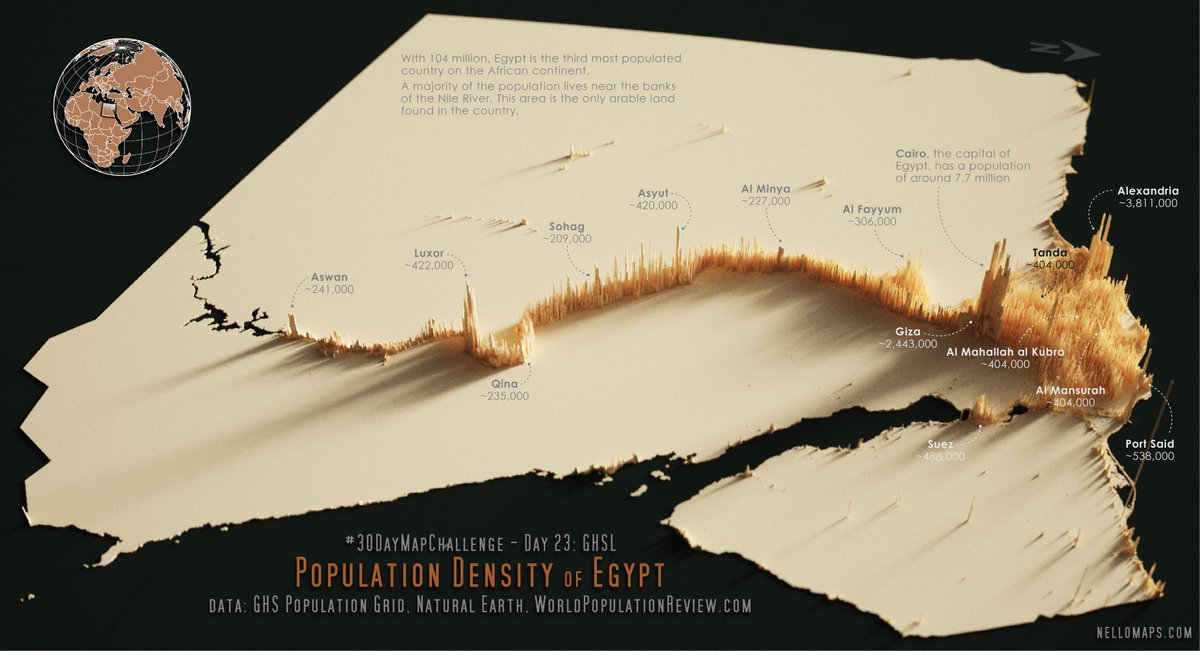 With 104 million, Egypt is the third most populated
country on the African continent.
A majority of the population lives near the banks
of the Nile River. This area is the only arable land
found in the country.
N
Cairo, the capital of
Egypt, has a population
of around 7.7 million
Alexandria
~3,811,000
Asyut
~420,000
Al Minya
~227,000
Al Fayyum
~306,000
Sohag
~209,000
Luxor
~422,000
Tanda
~404,000
Aswan
~241,000
Giza
~2,443,000
Al Mahallah al Kubra
~404,000
Qina
~235,000
Al Mansurah
~404,000
Suez
~488,000
Port Said
~538,000
#30DayMapChallenge - Day 23: GHSL
Population Density of Egypt
data: GHS Population Grid, Natural Earth, WorldPopulationReview.com
nellomaps.com